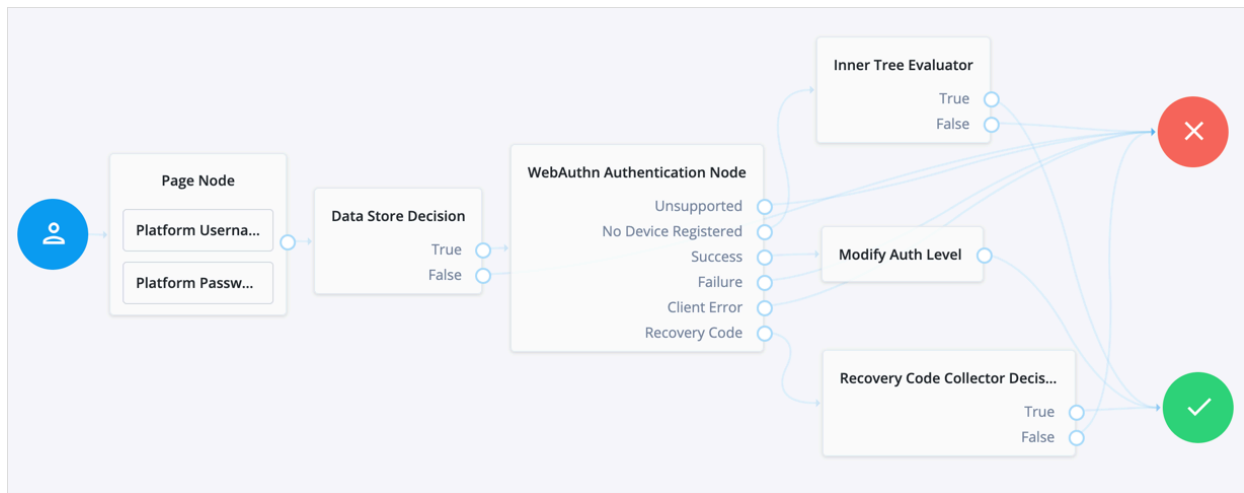 Page Node
Platform Userna...
Platform Passw...
Data Store Decision
True
False
WebAuthn Authentication Node
Unsupported
No Device Registered
Success
Failure
Client Error
Recovery Code
Inner Tree Evaluator
True
False
Modify Auth Level
Recovery Code Collector Decis...
True
False